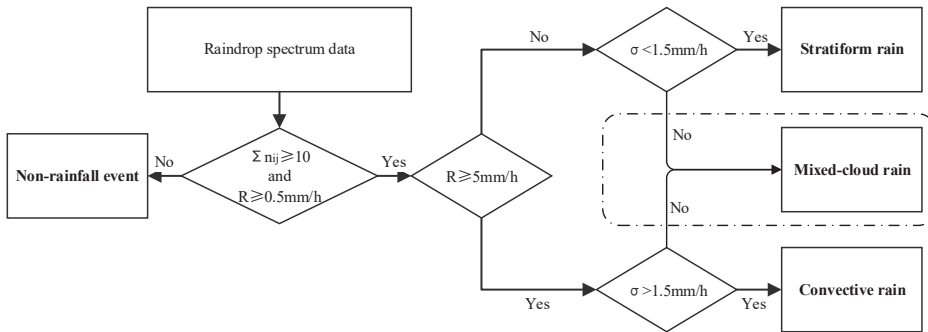 Raindrop spectrum data
No
σ <1.5mm/h
Yes
Stratiform rain
Non-rainfall event
No
Σ nij≥10
and
R≥0.5mm/h
Yes
R≥5mm/h
No
Mixed-cloud rain
No
Yes
σ >1.5mm/h
Yes
Convective rain